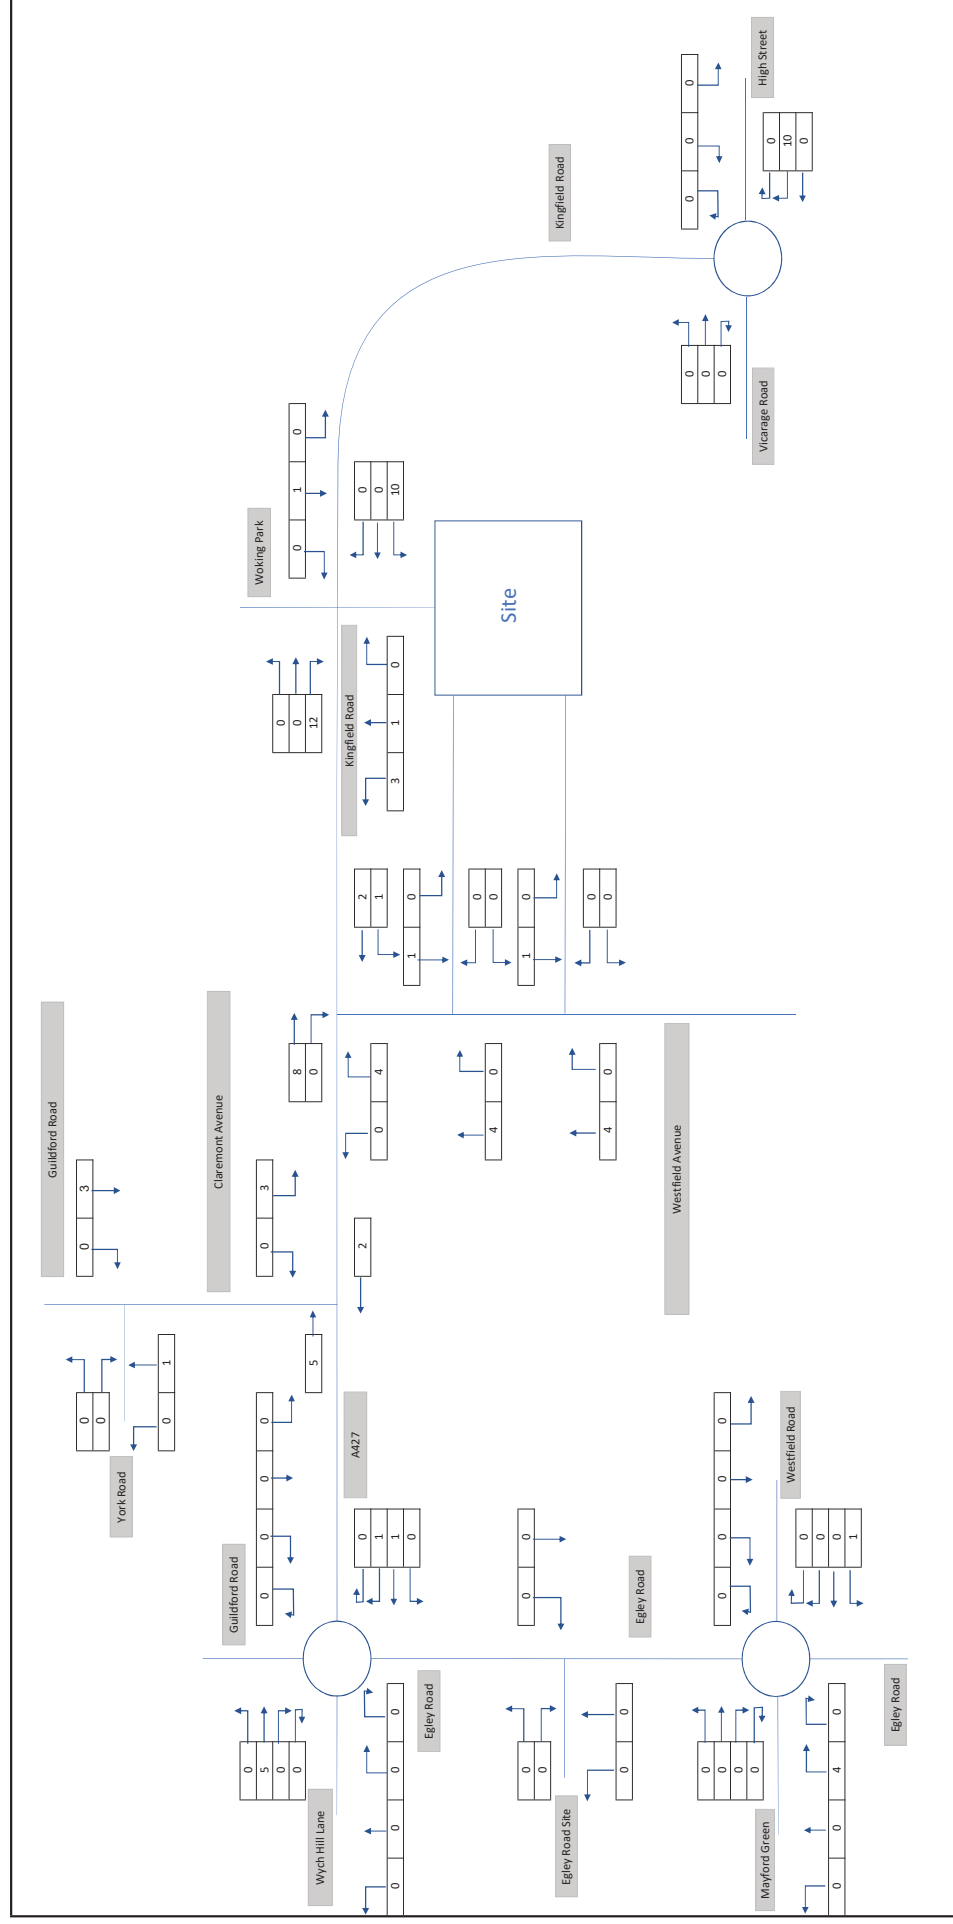 Guildford Road
0 3
0
0
York Road
0 1
Claremont Avenue
0 3
Guildford Road
0 0 0 0
0
5
0
0
Wych Hill Lane
5
8
0
Woking Park
0 1 0
0
0
12
Kingfield Road
A427
0
1
1
0
2
0 4
2
1
1 0
3 1 0
0
0
10
0 0 0 0
Egley Road
4 0
0
0
Site
Kingfield Road
0
0
Egley Road Site
0 0
0 0
1 0
4 0
0
0
Egley Road
Westfield Avenue
0
0
0
0
Mayford Green
0 0 0 0
Westfield Road
0
0
0
1
0 0 4 0
Egley Road
0
0
0
Vicarage Road
0 0 0
High Street
0
10
0